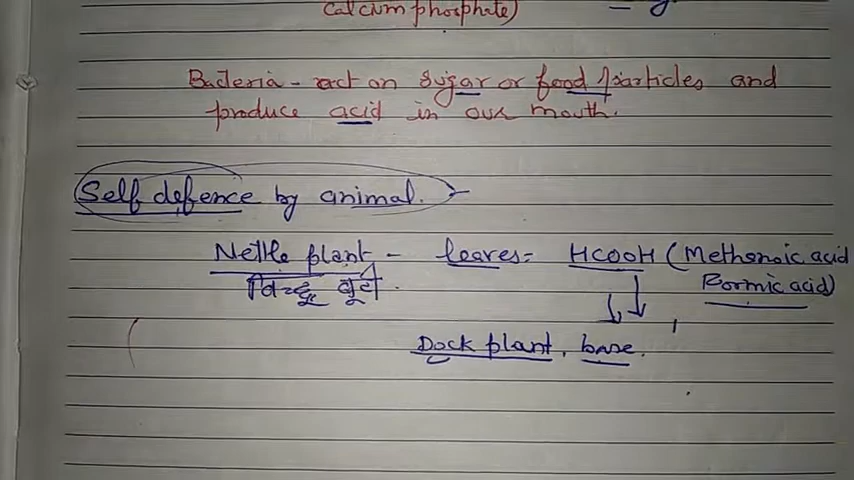 Calcium phosphate)
Bacteria - act on sugar or food particles and
produce acid in our mouth.
Self defence by animal. -
Nettle plant - leaves = HCOOH (Methanoic acid
बिच्छू बूटी. Formic acid)
Dock plant, base.